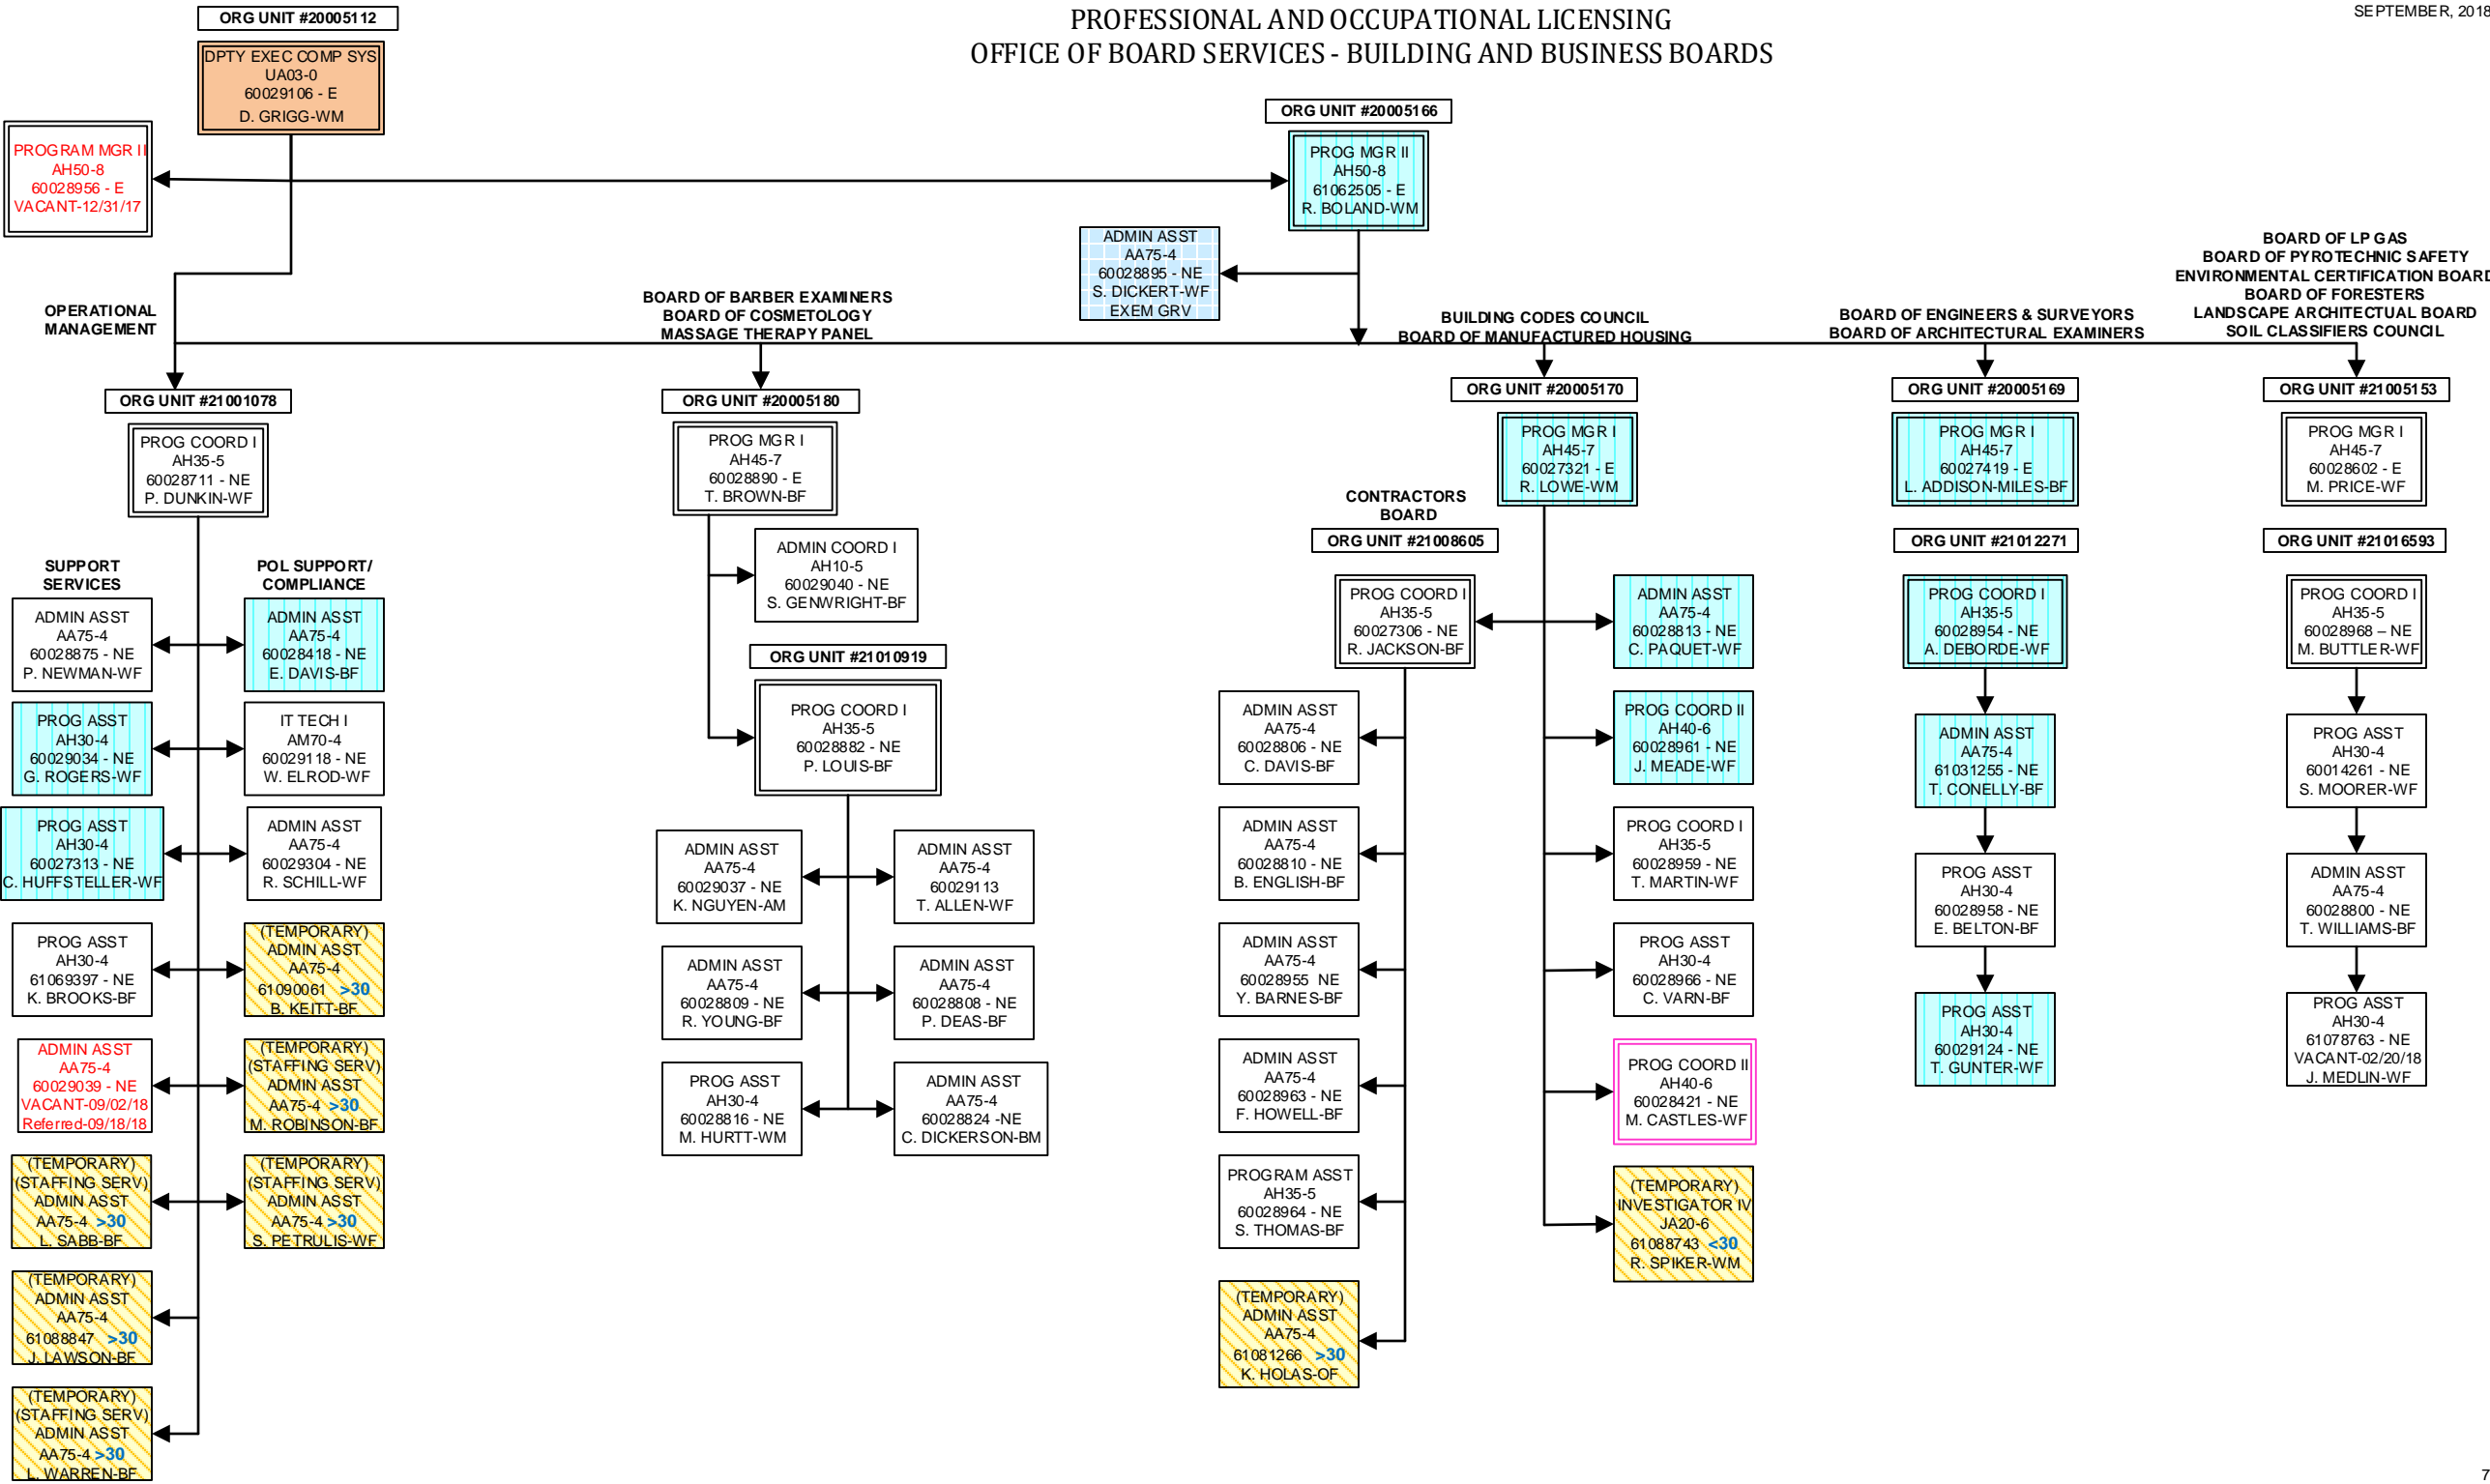 ORG UNIT #20005112
PROFESSIONAL AND OCCUPATIONAL LICENSING
OFFICE OF BOARD SERVICES - BUILDING AND BUSINESS BOARDS
SEPTEMBER, 2018
DPTY EXEC COMP SYS
UA03-0
60029106 - E
D. GRIGG-WM
PROGRAM MGR II
AH50-8
60028956 - E
VACANT-12/31/17
ORG UNIT #20005166
PROG MGR II
AH50-8
61062505 - E
R. BOLAND-WM
ADMIN ASST
AA75-4
60028895 - NE
S. DICKERT-WF
EXEM GRV
OPERATIONAL
MANAGEMENT
BOARD OF BARBER EXAMINERS
BOARD OF COSMETOLOGY
MASSAGE THERAPY PANEL
BUILDING CODES COUNCIL
BOARD OF MANUFACTURED HOUSING
BOARD OF ENGINEERS & SURVEYORS
BOARD OF ARCHITECTURAL EXAMINERS
BOARD OF LP GAS
BOARD OF PYROTECHNIC SAFETY
ENVIRONMENTAL CERTIFICATION BOARD
BOARD OF FORESTERS
LANDSCAPE ARCHITECTUAL BOARD
SOIL CLASSIFIERS COUNCIL
ORG UNIT #21001078
PROG COORD I
AH35-5
60028711 - NE
P. DUNKIN-WF
SUPPORT
SERVICES
ADMIN ASST
AA75-4
60028875 - NE
P. NEWMAN-WF
PROG ASST
AH30-4
60029034 - NE
G. ROGERS-WF
PROG ASST
AH30-4
60027313 - NE
C. HUFFSTELLER-WF
PROG ASST
AH30-4
61069397 - NE
K. BROOKS-BF
ADMIN ASST
AA75-4
60029039 - NE
VACANT-09/02/18
Referred-09/18/18
(TEMPORARY)
(STAFFING SERV)
ADMIN ASST
AA75-4 >30
L. SABB-BF
(TEMPORARY)
ADMIN ASST
AA75-4
61088847 >30
J. LAWSON-BF
(TEMPORARY)
(STAFFING SERV)
ADMIN ASST
AA75-4 >30
L. WARREN-BF
POL SUPPORT/
COMPLIANCE
ADMIN ASST
AA75-4
60028418 - NE
E. DAVIS-BF
IT TECH I
AM70-4
60029118 - NE
W. ELROD-WF
ADMIN ASST
AA75-4
60029304 - NE
R. SCHILL-WF
(TEMPORARY)
ADMIN ASST
AA75-4
61090061 >30
B. KEITT-BF
(TEMPORARY)
(STAFFING SERV)
ADMIN ASST
AA75-4 >30
M. ROBINSON-BF
(TEMPORARY)
(STAFFING SERV)
ADMIN ASST
AA75-4 >30
S. PETRULIS-WF
ORG UNIT #20005180
PROG MGR I
AH45-7
60028890 - E
T. BROWN-BF
ADMIN COORD I
AH10-5
60029040 - NE
S. GENWRIGHT-BF
ORG UNIT #21010919
PROG COORD I
AH35-5
60028882 - NE
P. LOUIS-BF
ADMIN ASST
AA75-4
60029037 - NE
K. NGUYEN-AM
ADMIN ASST
AA75-4
60029113
T. ALLEN-WF
ADMIN ASST
AA75-4
60028809 - NE
R. YOUNG-BF
ADMIN ASST
AA75-4
60028808 - NE
P. DEAS-BF
PROG ASST
AH30-4
60028816 - NE
M. HURTT-WM
ADMIN ASST
AA75-4
60028824 -NE
C. DICKERSON-BM
ORG UNIT #20005170
PROG MGR I
AH45-7
60027321 - E
R. LOWE-WM
CONTRACTORS
BOARD
ORG UNIT #21008605
PROG COORD I
AH35-5
60027306 - NE
R. JACKSON-BF
ADMIN ASST
AA75-4
60028806 - NE
C. DAVIS-BF
ADMIN ASST
AA75-4
60028810 - NE
B. ENGLISH-BF
ADMIN ASST
AA75-4
60028955 NE
Y. BARNES-BF
ADMIN ASST
AA75-4
60028963 - NE
F. HOWELL-BF
PROGRAM ASST
AH35-5
60028964 - NE
S. THOMAS-BF
(TEMPORARY)
ADMIN ASST
AA75-4
61081266 >30
K. HOLAS-OF
ADMIN ASST
AA75-4
60028813 - NE
C. PAQUET-WF
PROG COORD II
AH40-6
60028961 - NE
J. MEADE-WF
PROG COORD I
AH35-5
60028959 - NE
T. MARTIN-WF
PROG ASST
AH30-4
60028966 - NE
C. VARN-BF
PROG COORD II
AH40-6
60028421 - NE
M. CASTLES-WF
(TEMPORARY)
INVESTIGATOR IV
JA20-6
61088743 <30
R. SPIKER-WM
ORG UNIT #20005169
PROG MGR I
AH45-7
60027419 - E
L. ADDISON-MILES-BF
ORG UNIT #21012271
PROG COORD I
AH35-5
60028954 - NE
A. DEBORDE-WF
ADMIN ASST
AA75-4
61031255 - NE
T. CONELLY-BF
PROG ASST
AH30-4
60028958 - NE
E. BELTON-BF
PROG ASST
AH30-4
60029124 - NE
T. GUNTER-WF
ORG UNIT #21005153
PROG MGR I
AH45-7
60028602 - E
M. PRICE-WF
ORG UNIT #21016593
PROG COORD I
AH35-5
60028968 – NE
M. BUTTLER-WF
PROG ASST
AH30-4
60014261 - NE
S. MOORER-WF
ADMIN ASST
AA75-4
60028800 - NE
T. WILLIAMS-BF
PROG ASST
AH30-4
61078763 - NE
VACANT-02/20/18
J. MEDLIN-WF
7